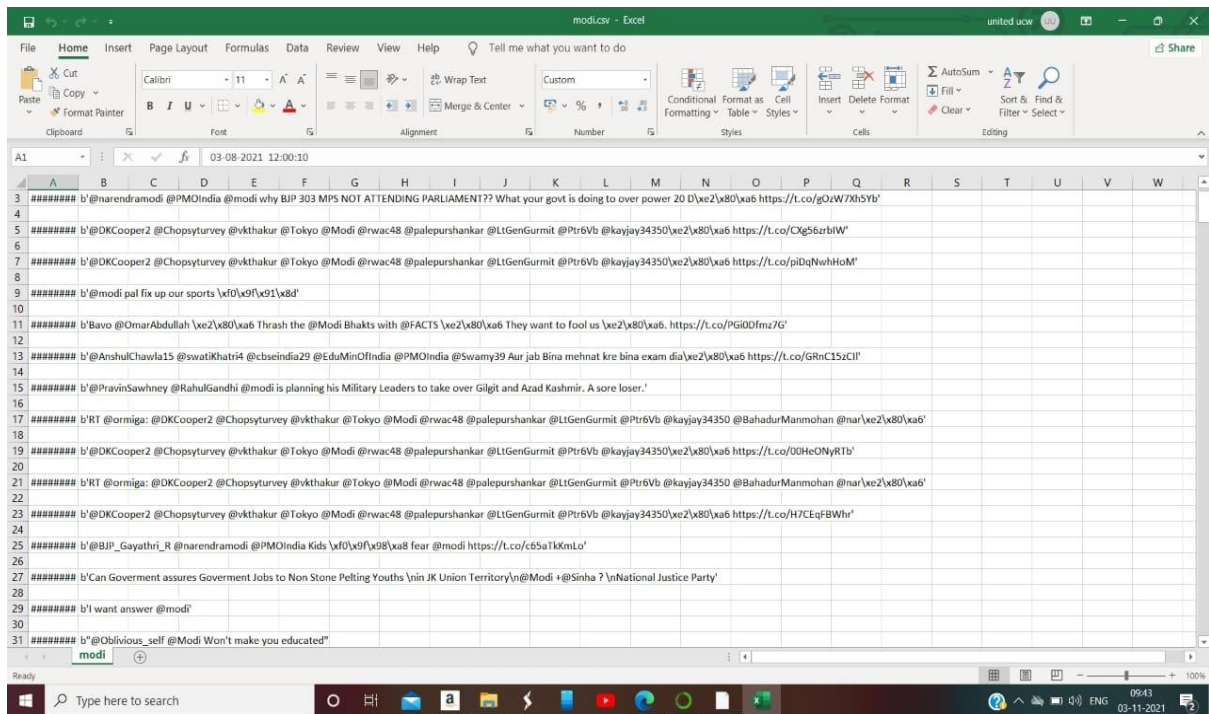 modi.csv - Excel
united ucw UU
File Home Insert Page Layout Formulas Data Review View Help Tell me what you want to do Share
Cut
Copy
Format Painter
Paste
Calibri 11
B I U
Wrap Text
Merge & Center
Custom
Conditional Formatting
Format as Table
Cell Styles
Insert Delete Format
AutoSum
Fill
Clear
Sort & Filter
Find & Select
Clipboard Font Alignment Number Styles Cells Editing
A1 fx 03-08-2021 12:00:10
A B C D E F G H I J K L M N O P Q R S T U V W
3 ######## b'@narendramodi @PMOIndia @modi why BJP 303 MPS NOT ATTENDING PARLIAMENT?? What your govt is doing to over power 20 D\xe2\x80\xa6 https://t.co/gOzW7Xh5Yb'
4
5 ######## b'@DKCooper2 @Chopsyturvey @vkthakur @Tokyo @Modi @rwac48 @palepurshankar @LtGenGurmit @Ptr6Vb @kayjay34350\xe2\x80\xa6 https://t.co/CXg56zrbIW'
6
7 ######## b'@DKCooper2 @Chopsyturvey @vkthakur @Tokyo @Modi @rwac48 @palepurshankar @LtGenGurmit @Ptr6Vb @kayjay34350\xe2\x80\xa6 https://t.co/piDqNwhHoM'
8
9 ######## b'@modi pal fix up our sports \xf0\x9f\x91\x8d'
10
11 ######## b'Bavo @OmarAbdullah \xe2\x80\xa6 Thrash the @Modi Bhakts with @FACTS \xe2\x80\xa6 They want to fool us \xe2\x80\xa6. https://t.co/PGi0Dfmz7G'
12
13 ######## b'@AnshulChawla15 @swatiKhatri4 @cbseindia29 @EduMinOfIndia @PMOIndia @Swamy39 Aur jab Bina mehnat kre bina exam dia\xe2\x80\xa6 https://t.co/GRnC15zCIl'
14
15 ######## b'@PravinSawhney @RahulGandhi @modi is planning his Military Leaders to take over Gilgit and Azad Kashmir. A sore loser.'
16
17 ######## b'RT @ormiga: @DKCooper2 @Chopsyturvey @vkthakur @Tokyo @Modi @rwac48 @palepurshankar @LtGenGurmit @Ptr6Vb @kayjay34350 @BahadurManmohan @nar\xe2\x80\xa6'
18
19 ######## b'@DKCooper2 @Chopsyturvey @vkthakur @Tokyo @Modi @rwac48 @palepurshankar @LtGenGurmit @Ptr6Vb @kayjay34350\xe2\x80\xa6 https://t.co/00HeONyRTb'
20
21 ######## b'RT @ormiga: @DKCooper2 @Chopsyturvey @vkthakur @Tokyo @Modi @rwac48 @palepurshankar @LtGenGurmit @Ptr6Vb @kayjay34350 @BahadurManmohan @nar\xe2\x80\xa6'
22
23 ######## b'@DKCooper2 @Chopsyturvey @vkthakur @Tokyo @Modi @rwac48 @palepurshankar @LtGenGurmit @Ptr6Vb @kayjay34350\xe2\x80\xa6 https://t.co/H7CEqFBWhr'
24
25 ######## b'@BJP_Gayathri_R @narendramodi @PMOIndia Kids \xf0\x9f\x98\xa8 fear @modi https://t.co/c65aTkKmLo'
26
27 ######## b'Can Goverment assures Goverment Jobs to Non Stone Pelting Youths \nin JK Union Territory\n@Modi +@Sinha ? \nNational Justice Party'
28
29 ######## b'I want answer @modi'
30
31 ######## b"@Oblivious_self @Modi Won't make you educated"
modi
Ready 100%
Type here to search
ENG
09:43
03-11-2021